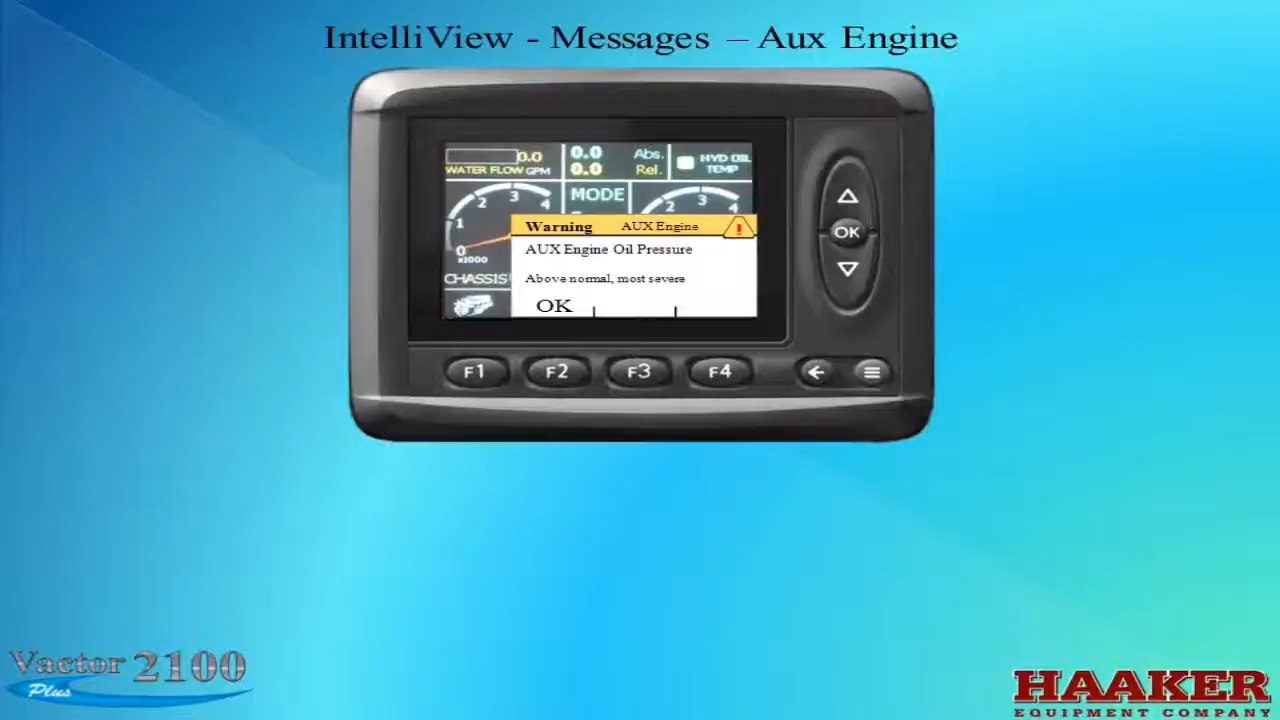 IntelliView - Messages – Aux Engine
0.0
WATER FLOW GPM
0.0 Abs.
0.0 Rel.
HYD OIL
TEMP
1 2 3 4
0
x1000
MODE
2 3 4
CHASSIS
Warning AUX Engine
!
AUX Engine Oil Pressure
Above normal, most severe
OK
OK
F1 F2 F3 F4
Vactor 2100
Plus
HAAKER
EQUIPMENT COMPANY